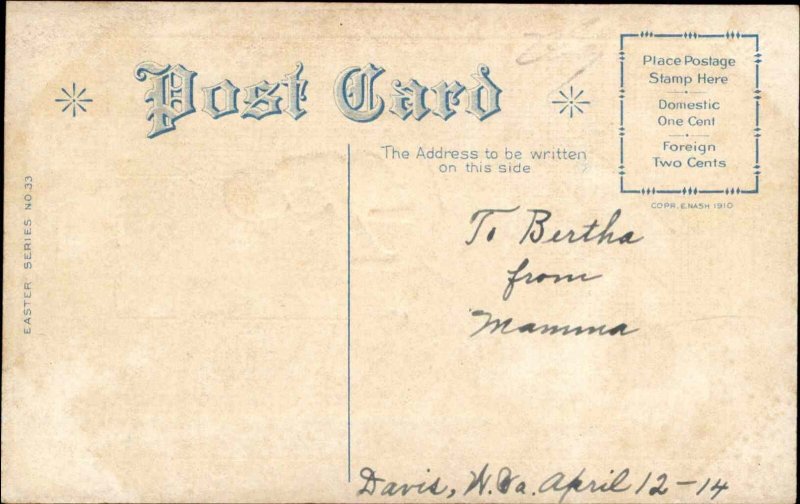 Post Card
Place Postage
Stamp Here
Domestic
One Cent
Foreign
Two Cents
COPR. E. NASH 1910
The Address to be written
on this side
EASTER SERIES NO. 33
To Bertha
from
Mamma
Davis, W. Va. April 12-14